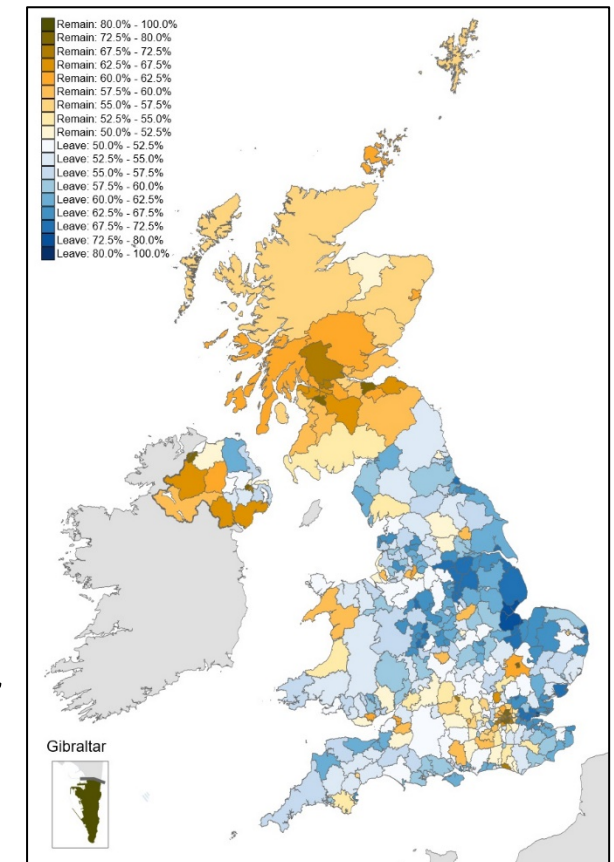 Remain: 80.0% - 100.0%
Remain: 72.5% - 80.0%
Remain: 67.5% - 72.5%
Remain: 62.5% - 67.5%
Remain: 60.0% - 62.5%
Remain: 57.5% - 60.0%
Remain: 55.0% - 57.5%
Remain: 52.5% - 55.0%
Remain: 50.0% - 52.5%
Leave: 50.0% - 52.5%
Leave: 52.5% - 55.0%
Leave: 55.0% - 57.5%
Leave: 57.5% - 60.0%
Leave: 60.0% - 62.5%
Leave: 62.5% - 67.5%
Leave: 67.5% - 72.5%
Leave: 72.5% - 80.0%
Leave: 80.0% - 100.0%
,
Gibraltar